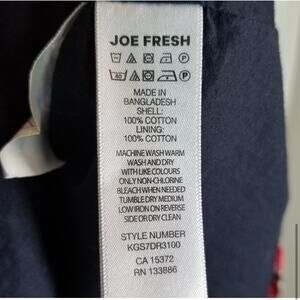 JOE FRESH
40
MADE IN
BANGLADESH
SHELL:
100% COTTON
LINING:
100% COTTON
MACHINE WASH WARM
WASH AND DRY
WITH LIKE COLOURS
ONLY NON-CHLORINE
BLEACH WHEN NEEDED
TUMBLE DRY MEDIUM
LOW IRON ON REVERSE
SIDE OR DRY CLEAN
STYLE NUMBER
KGS7DR3100
CA 15372
RN 133886